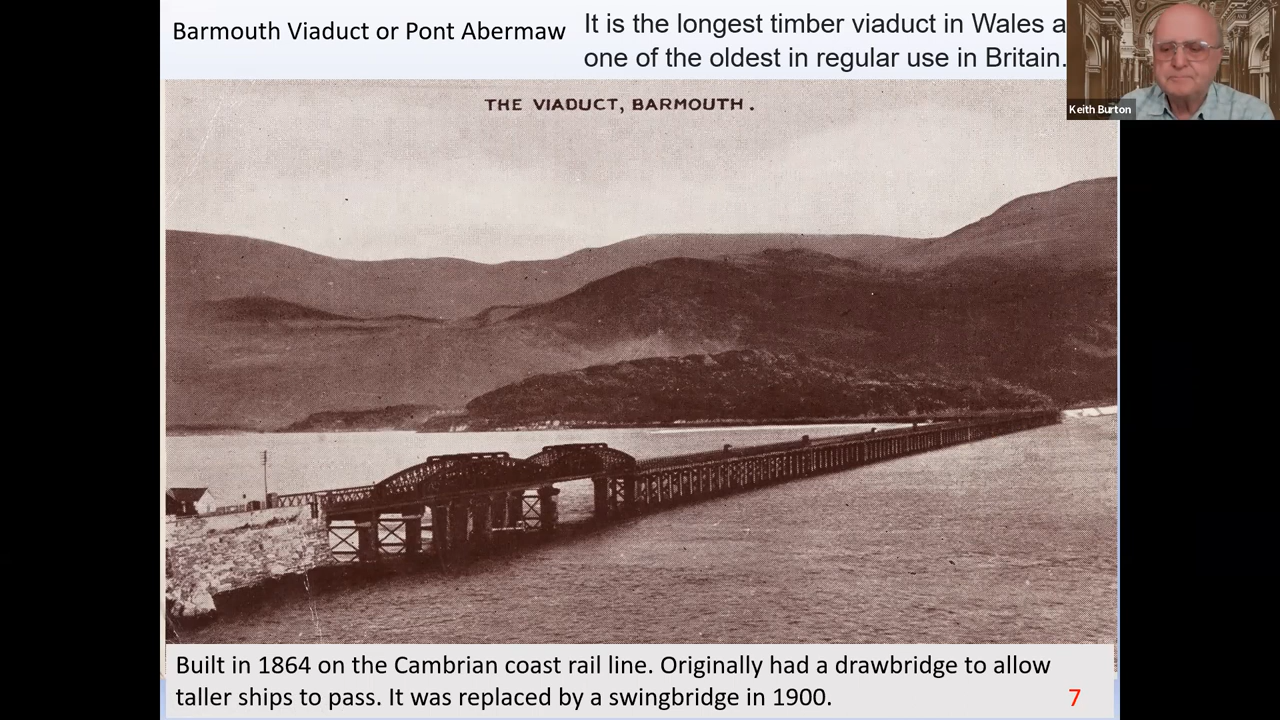 Barmouth Viaduct or Pont Abermaw
It is the longest timber viaduct in Wales a
one of the oldest in regular use in Britain.
Keith Burton
THE VIADUCT, BARMOUTH.
Built in 1864 on the Cambrian coast rail line. Originally had a drawbridge to allow
taller ships to pass. It was replaced by a swingbridge in 1900.
7